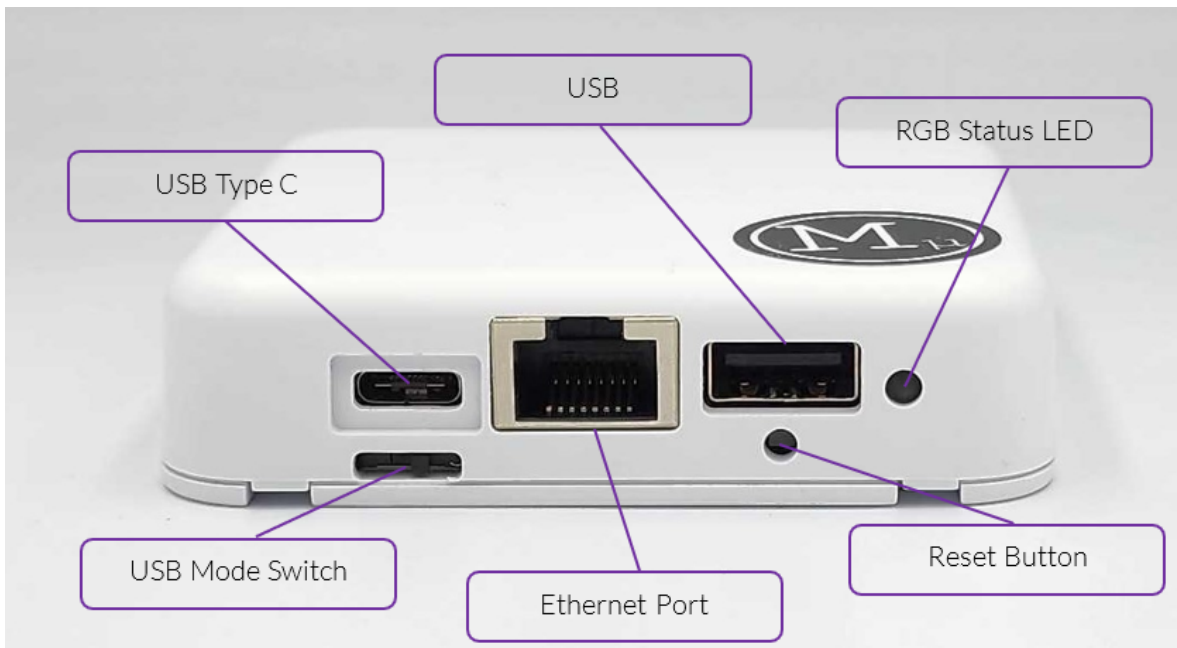 USB
RGB Status LED
USB Type C
M
USB Mode Switch
Reset Button
Ethernet Port